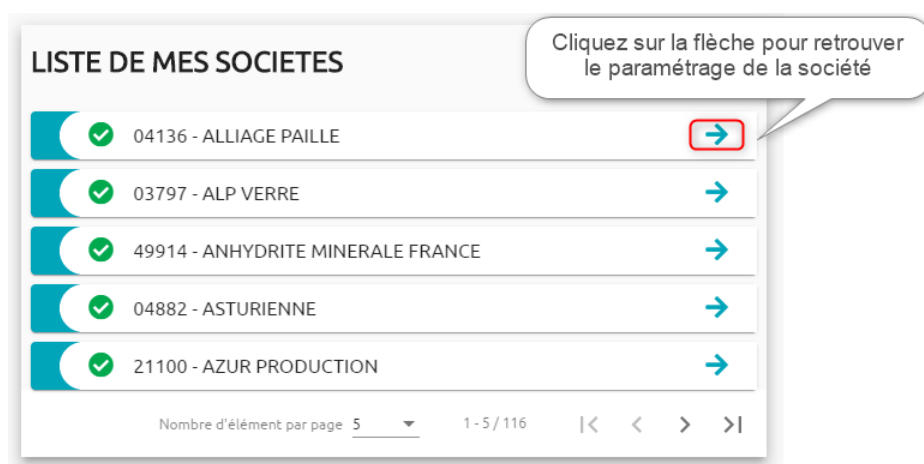 LISTE DE MES SOCIETES
Cliquez sur la flèche pour retrouver
le paramétrage de la société
04136 - ALLIAGE PAILLE
03797 - ALP VERRE
49914 - ANHYDRITE MINERALE FRANCE
04882 - ASTURIENNE
21100 - AZUR PRODUCTION
Nombre d'élément par page 5 1 - 5 / 116